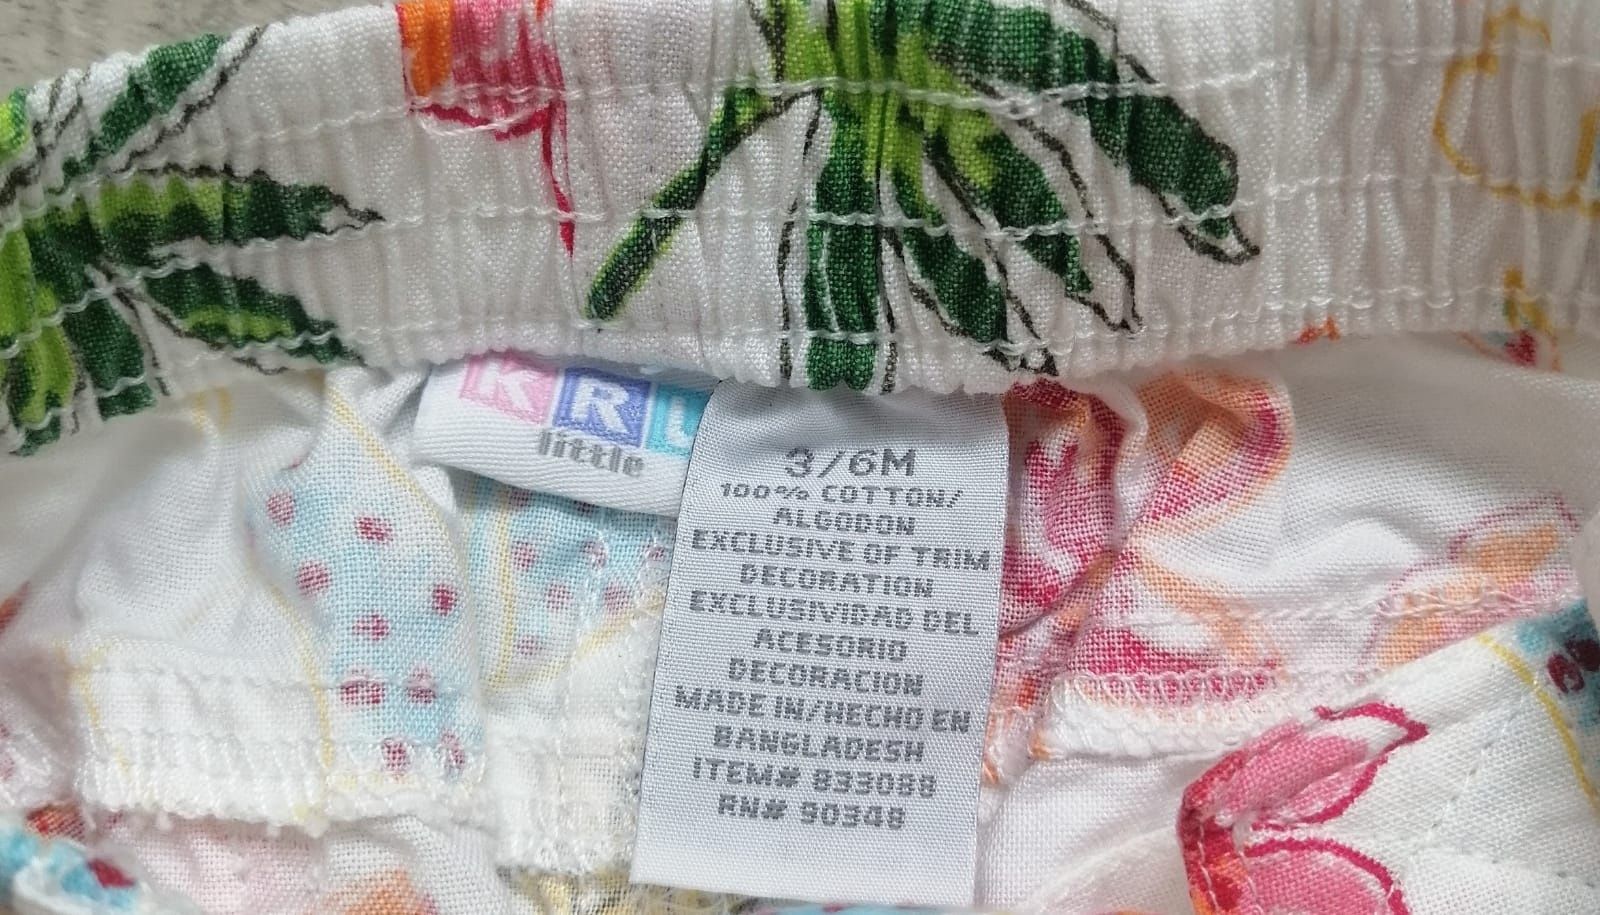 KRL
little
3/6M
100% COTTON/
ALGODON
EXCLUSIVE OF TRIM
DECORATION
EXCLUSIVIDAD DEL
ACESORIO
DECORACION
MADE IN/HECHO EN
BANGLADESH
ITEM# 833088
RN# 90348